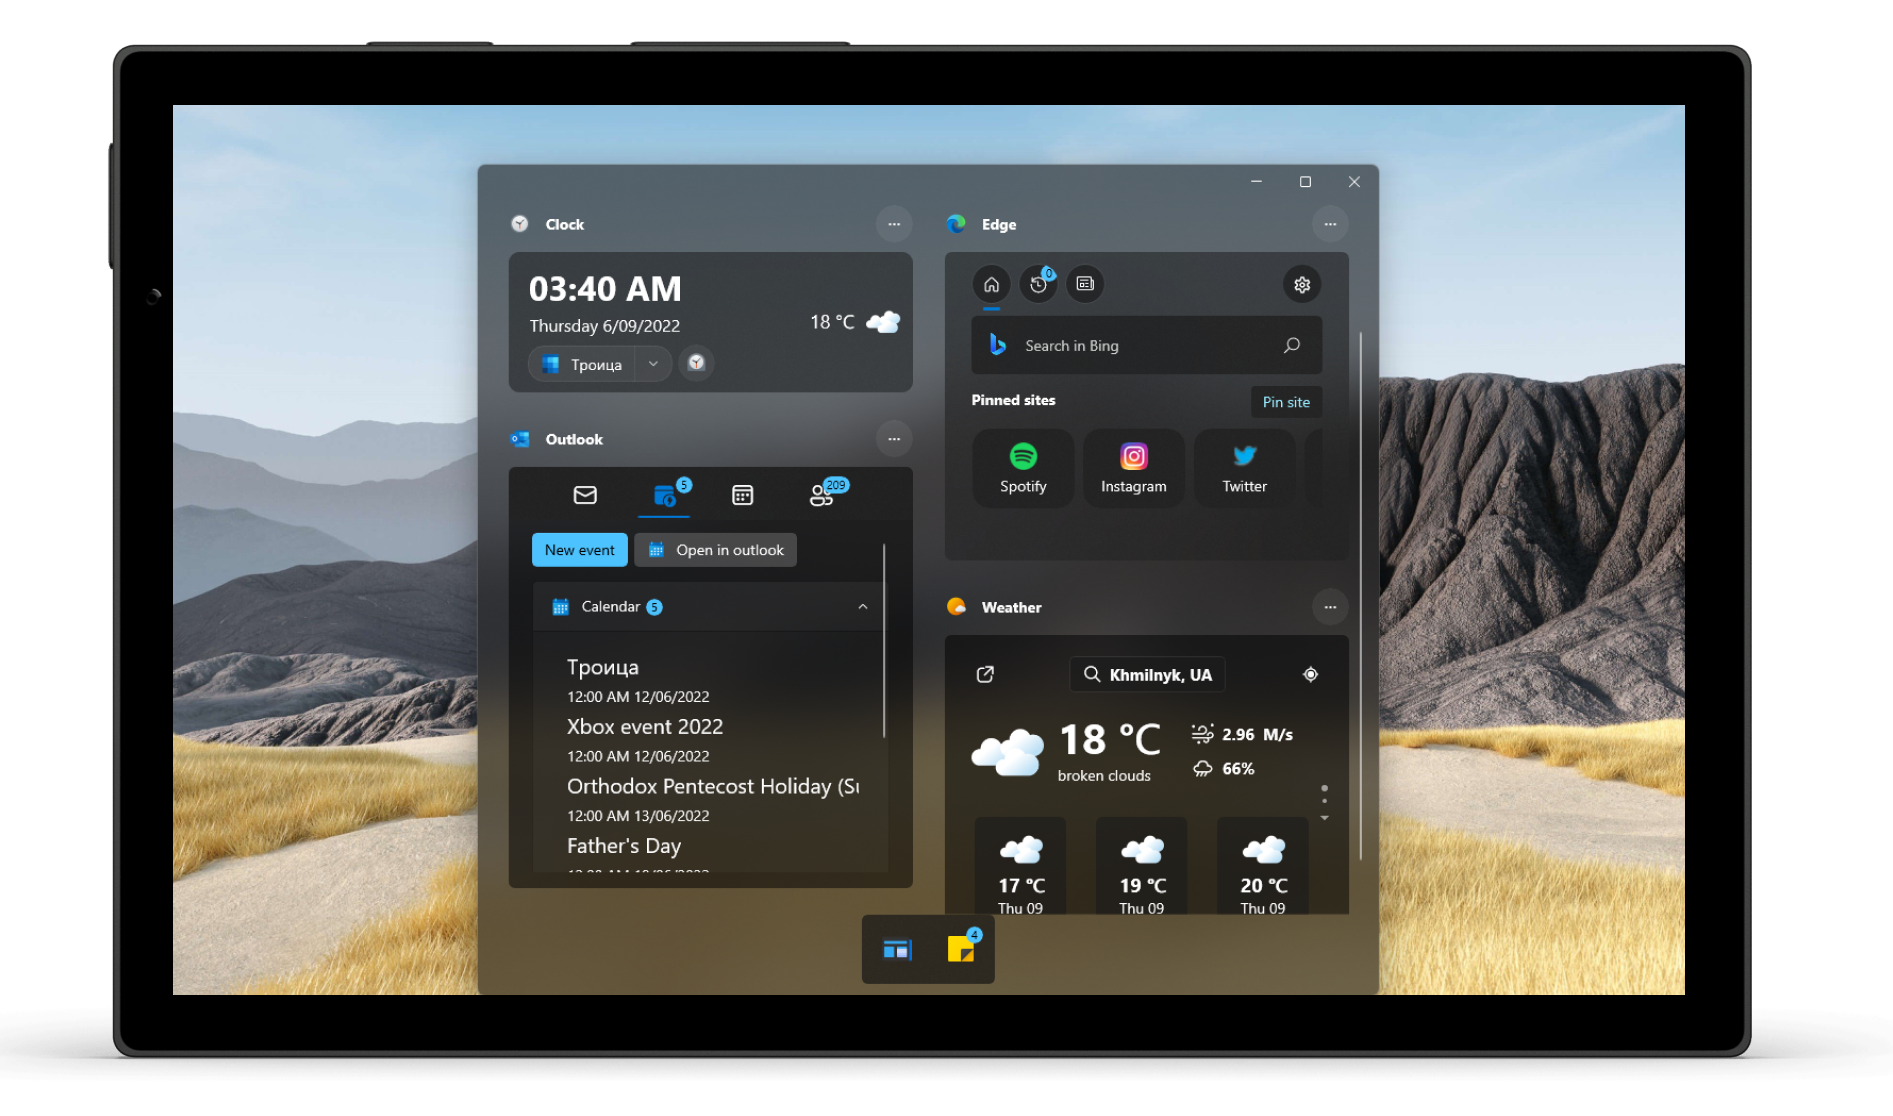 Clock
03:40 AM
Thursday 6/09/2022
18 °C
Троица
Outlook
5
209
New event
Open in outlook
Calendar 5
Троица
12:00 AM 12/06/2022
Xbox event 2022
12:00 AM 12/06/2022
Orthodox Pentecost Holiday (Su
12:00 AM 13/06/2022
Father's Day
Edge
0
Search in Bing
Pinned sites
Pin site
Spotify
Instagram
Twitter
Weather
Khmilnyk, UA
18 °C
broken clouds
2.96 M/s
66%
17 °C
Thu 09
19 °C
Thu 09
20 °C
Thu 09
4